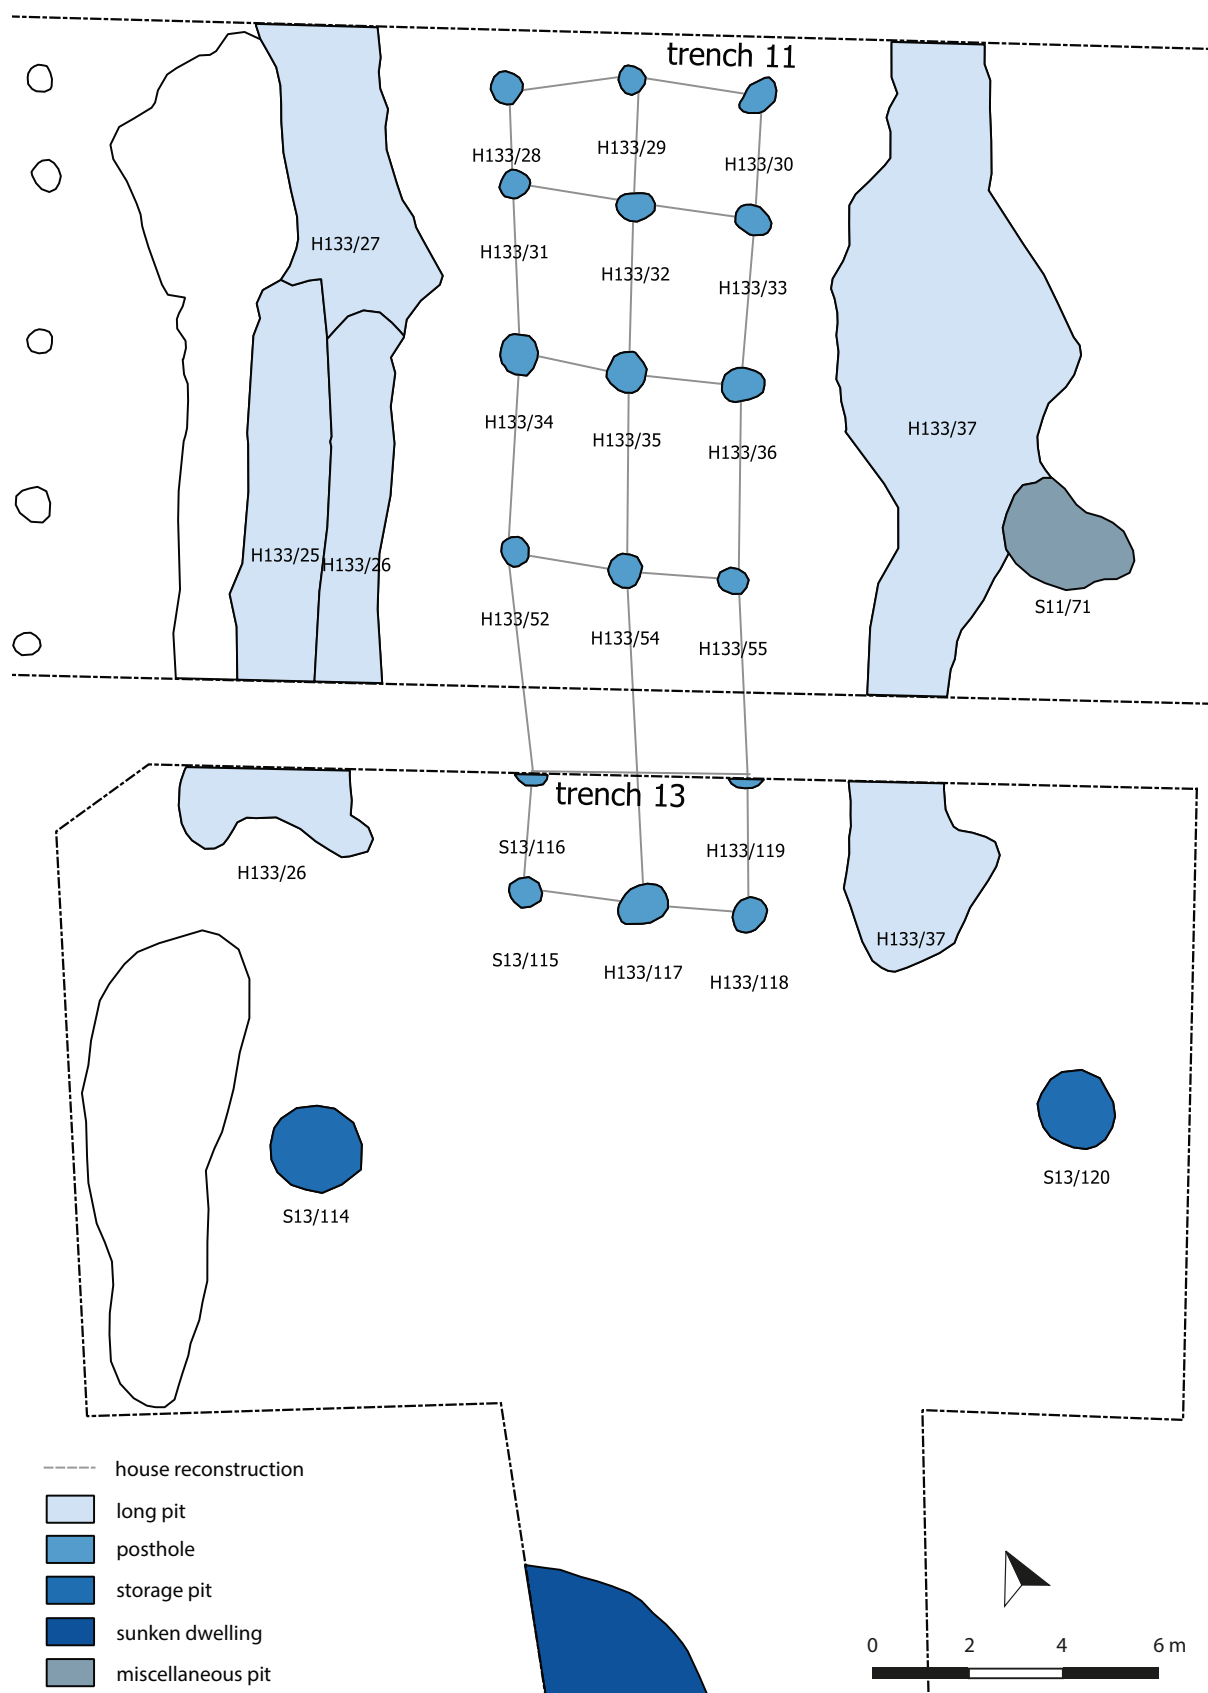 trench 11
H133/28
H133/29
H133/30
H133/27
H133/31
H133/32
H133/33
H133/34
H133/35
H133/36
H133/37
H133/25
H133/26
S11/71
H133/52
H133/54
H133/55
trench 13
S13/116
H133/119
H133/26
H133/37
S13/115
H133/117
H133/118
S13/120
S13/114
house reconstruction
long pit
posthole
storage pit
sunken dwelling
miscellaneous pit
0 2 4 6 m